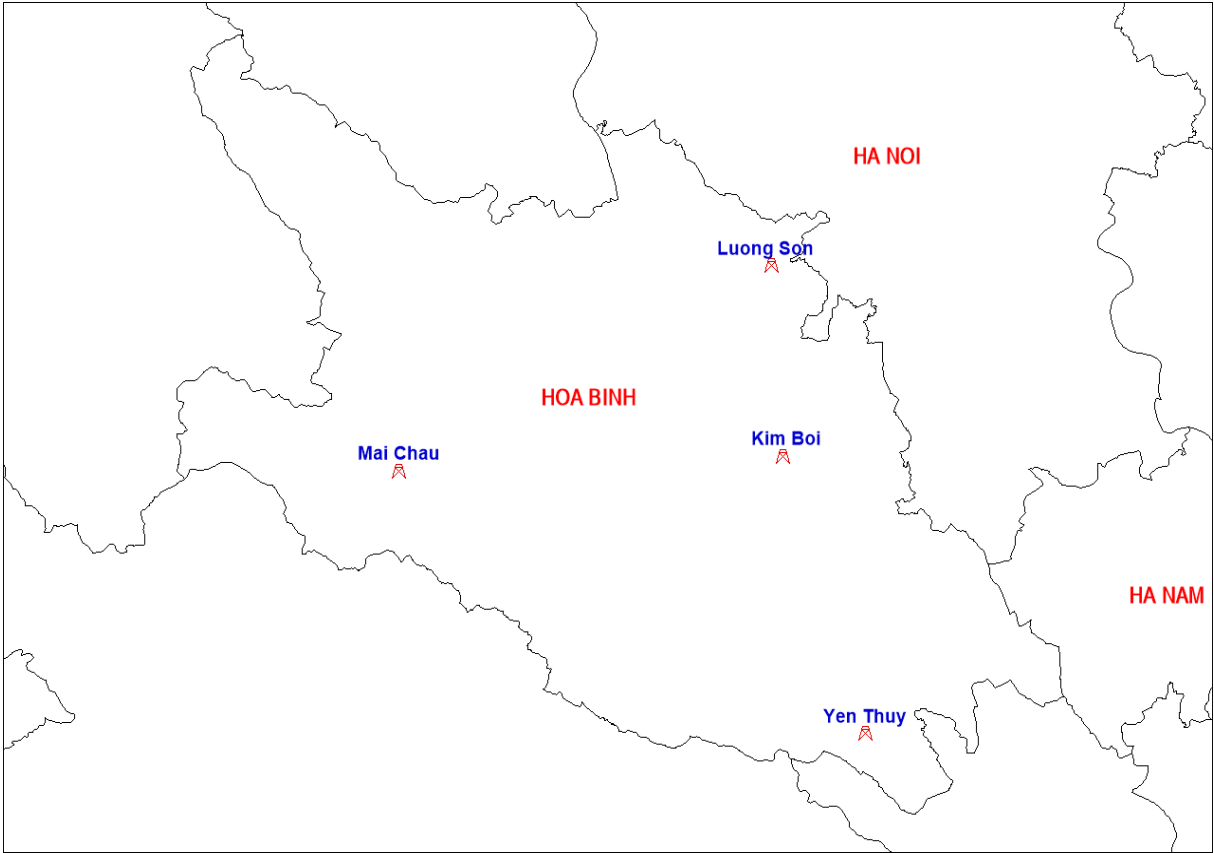 HA NOI
Luong Son
HOA BINH
Kim Boi
Mai Chau
HA NAM
Yen Thuy